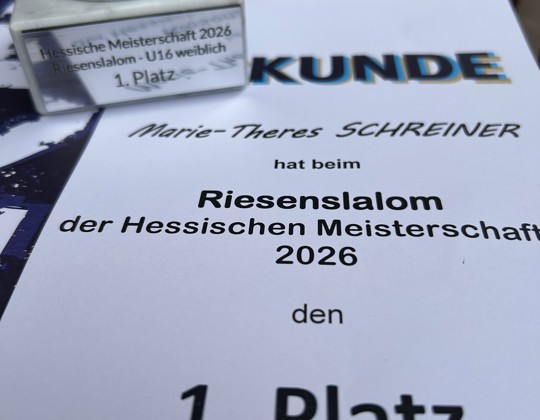 Hessische Meisterschaft 2026
Riesenslalom - U16 weiblich
1. Platz
KUNDE
Marie-Theres SCHREINER
hat beim
Riesenslalom
der Hessischen Meisterschaft
2026
den
1. Platz